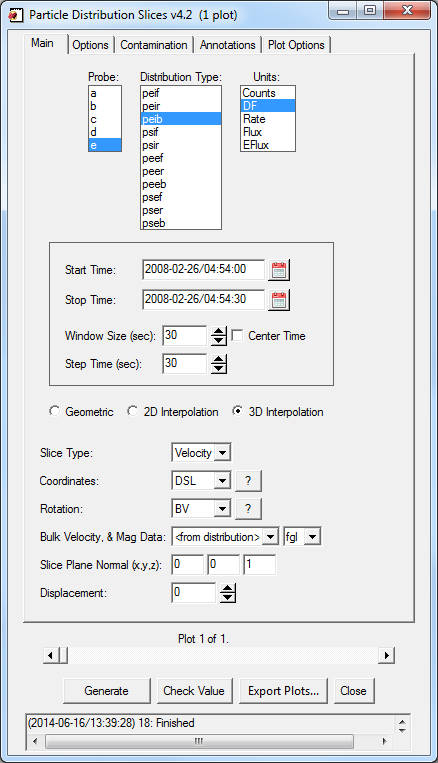 Particle Distribution Slices v4.2 (1 plot)
Main Options Contamination Annotations Plot Options
Probe: Distribution Type: Units:
a peif Counts
b peir DF
c peib Rate
d psif Flux
e psir EFlux
peef
peer
peeb
psef
pser
pseb
Start Time: 2008-02-26/04:54:00
Stop Time: 2008-02-26/04:54:30
Window Size (sec): 30 Center Time
Step Time (sec): 30
Geometric 2D Interpolation 3D Interpolation
Slice Type: Velocity
Coordinates: DSL ?
Rotation: BV ?
Bulk Velocity, & Mag Data: <from distribution> fgl
Slice Plane Normal (x,y,z): 0 0 1
Displacement: 0
Plot 1 of 1.
Generate Check Value Export Plots... Close
(2014-06-16/13:39:28) 18: Finished